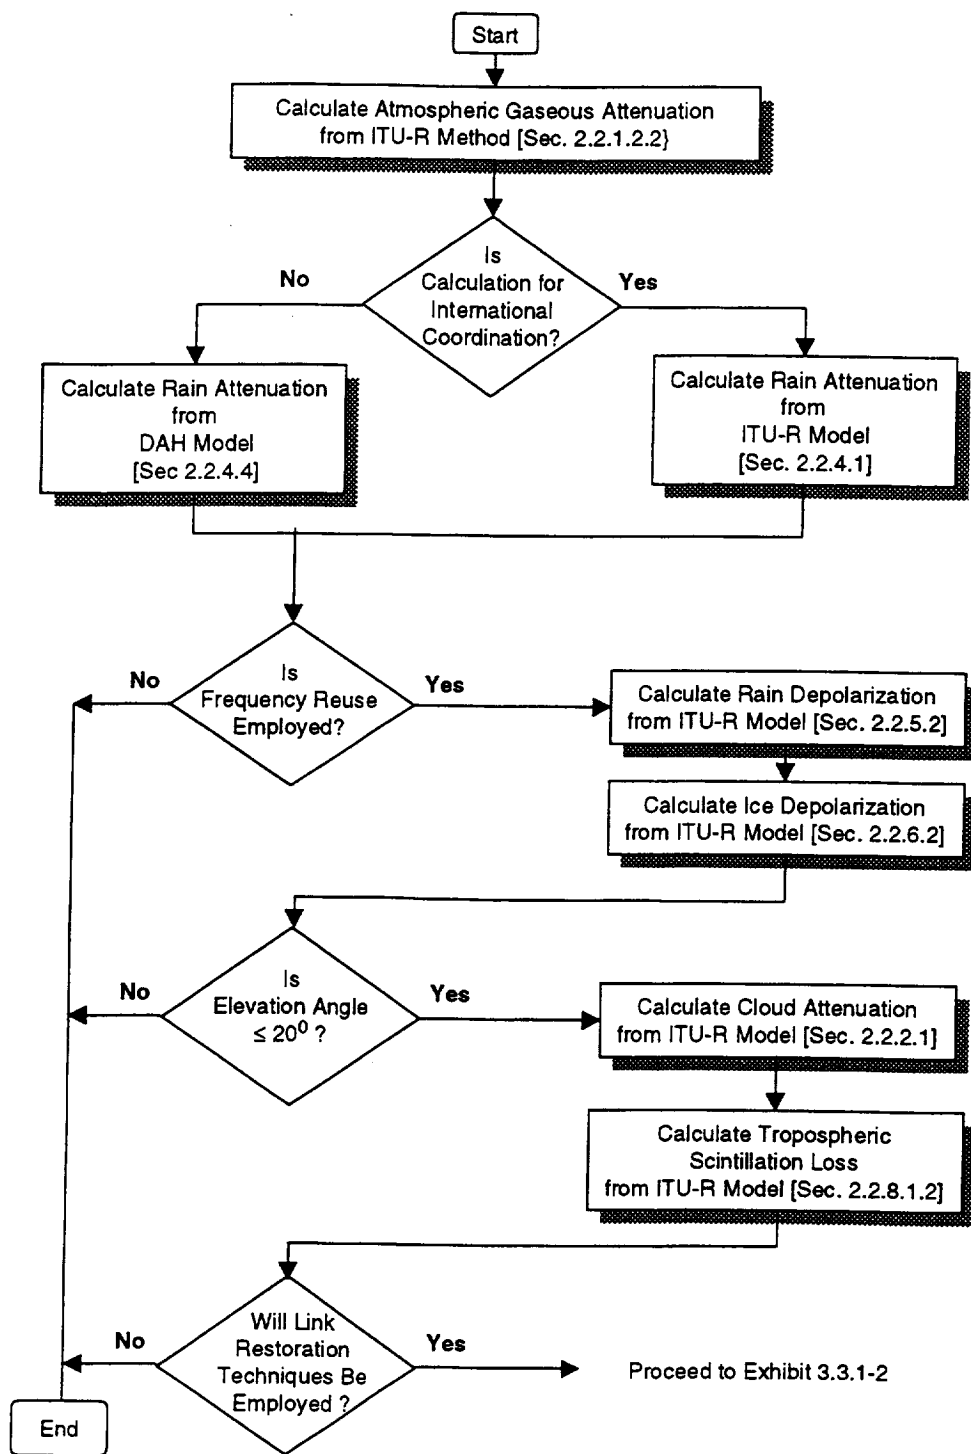 Start
Calculate Atmospheric Gaseous Attenuation
from ITU-R Method [Sec. 2.2.1.2.2}
Is
Calculation for
International
Coordination?
No
Yes
Calculate Rain Attenuation
from
DAH Model
[Sec 2.2.4.4]
Calculate Rain Attenuation
from
ITU-R Model
[Sec. 2.2.4.1]
Is
Frequency Reuse
Employed?
No
Yes
Calculate Rain Depolarization
from ITU-R Model [Sec. 2.2.5.2]
Calculate Ice Depolarization
from ITU-R Model [Sec. 2.2.6.2]
Is
Elevation Angle
≤ 20⁰ ?
No
Yes
Calculate Cloud Attenuation
from ITU-R Model [Sec. 2.2.2.1]
Calculate Tropospheric
Scintillation Loss
from ITU-R Model [Sec. 2.2.8.1.2]
Will Link
Restoration
Techniques Be
Employed ?
No
Yes
Proceed to Exhibit 3.3.1-2
End